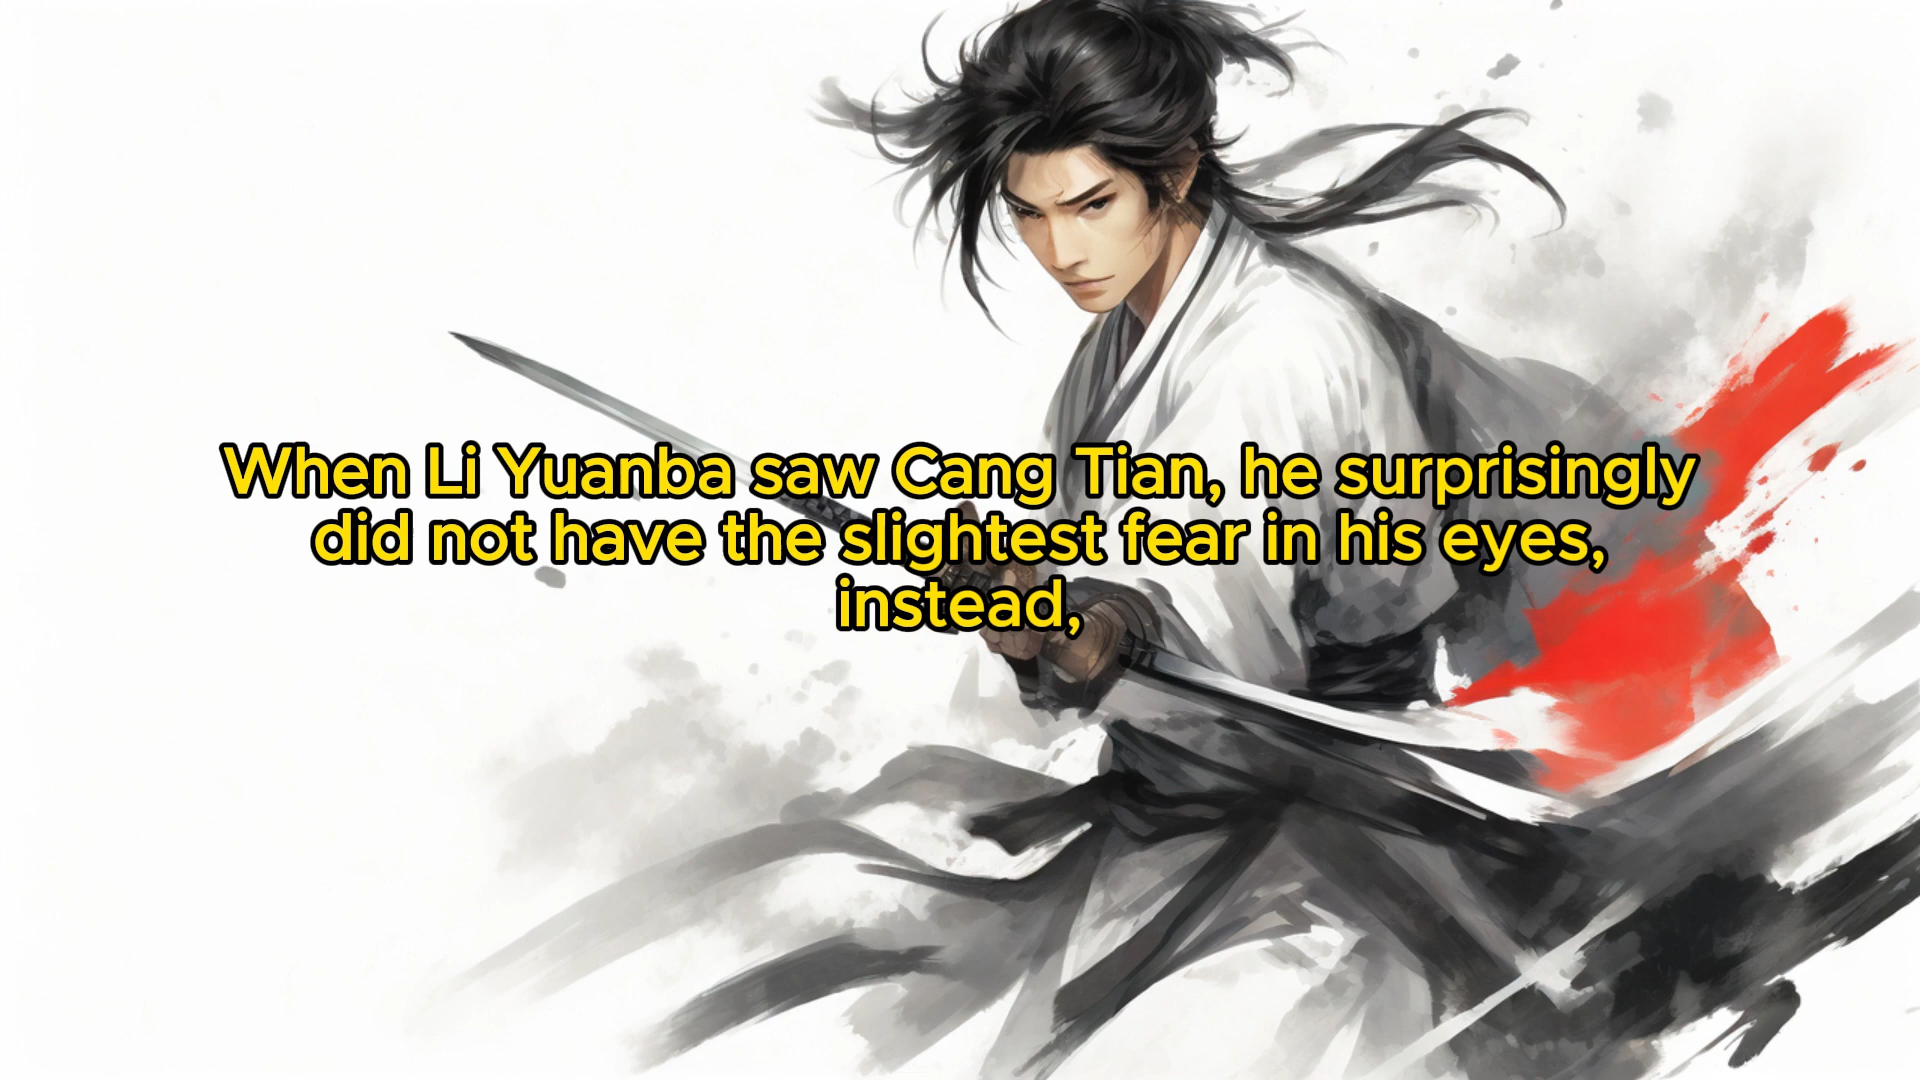 When Li Yuanba saw Cang Tian, he surprisingly
did not have the slightest fear in his eyes,
instead,